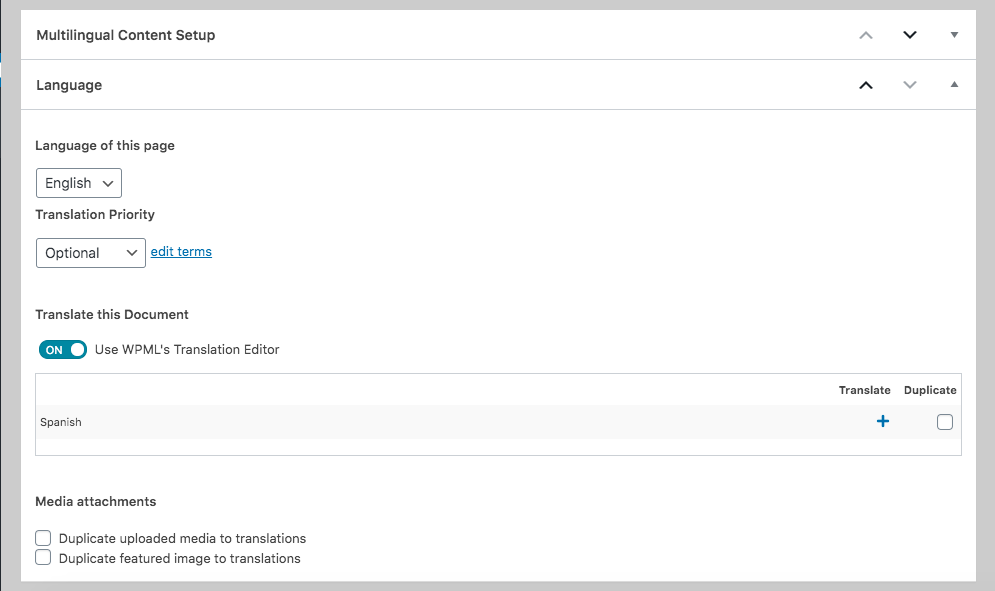 Multilingual Content Setup
Language
Language of this page
English
Translation Priority
Optional edit terms
Translate this Document
ON Use WPML's Translation Editor
Translate Duplicate
Spanish
Media attachments
Duplicate uploaded media to translations
Duplicate featured image to translations